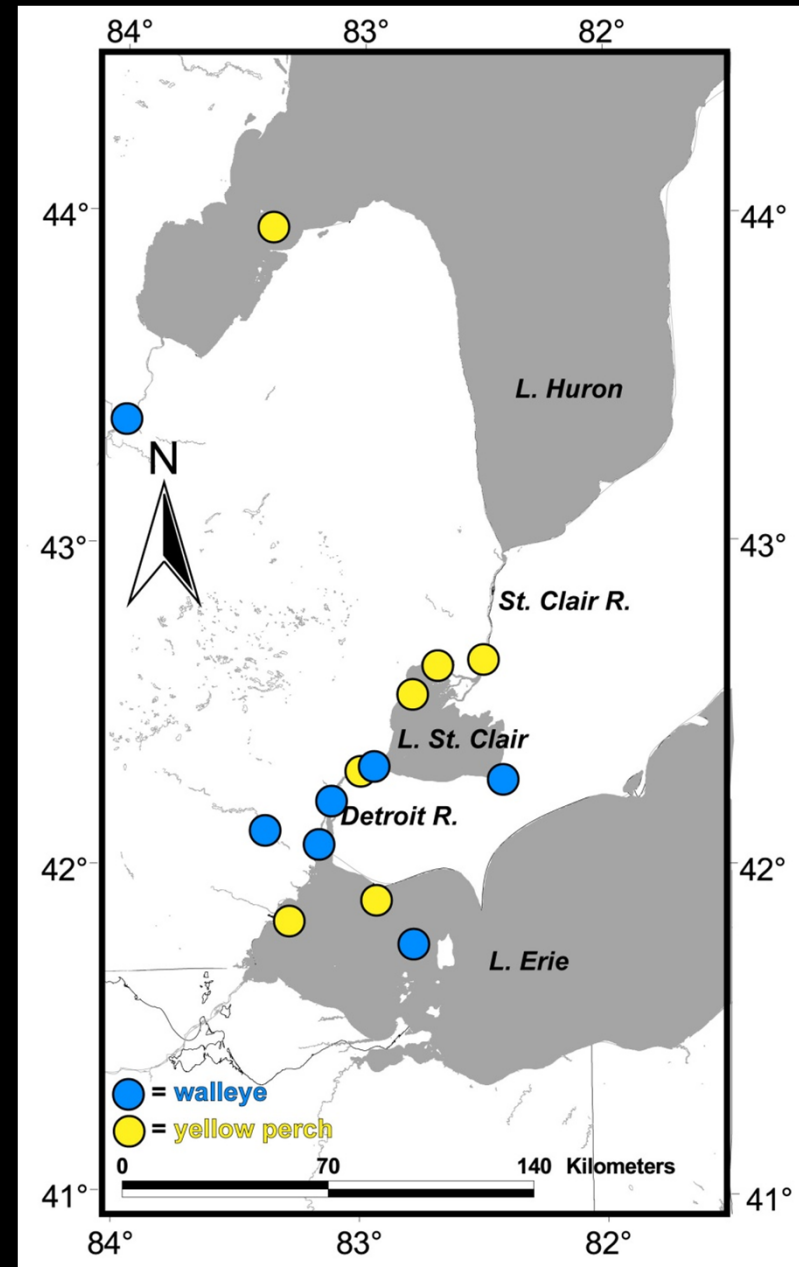 84° 83° 82°
44° 44°
L. Huron
N
43° 43°
St. Clair R.
L. St. Clair
Detroit R.
42° 42°
L. Erie
= walleye
= yellow perch
0 70 140 Kilometers
41° 41°
84° 83° 82°